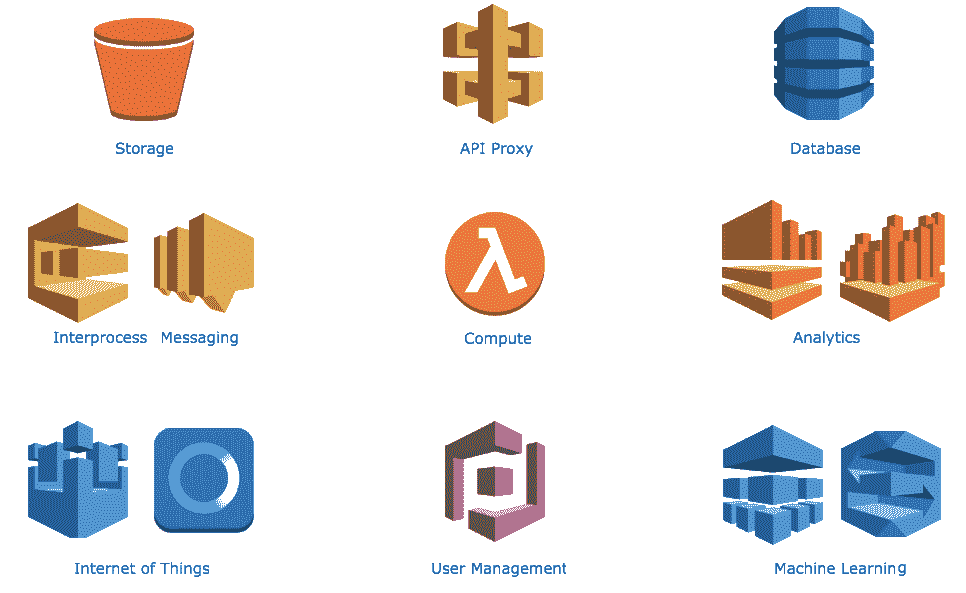 Storage
API Proxy
Database
Interprocess Messaging
Compute
Analytics
Internet of Things
User Management
Machine Learning